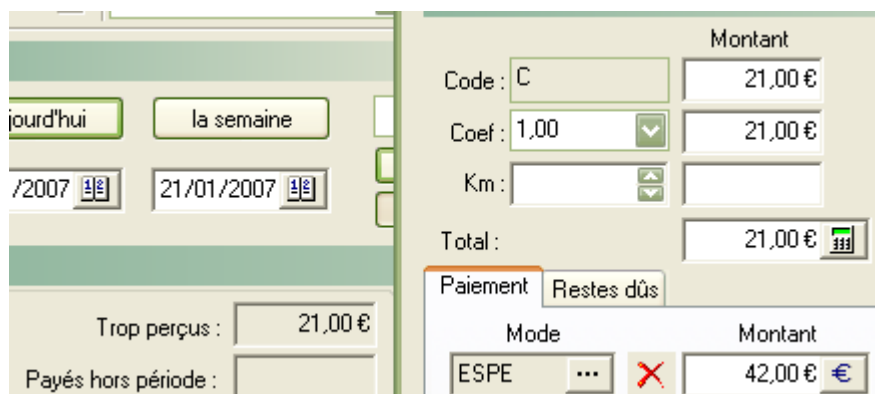 jourd'hui
la semaine
/2007
21/01/2007
Trop perçus : 21,00 €
Payés hors période :
Montant
Code : C 21,00 €
Coef : 1,00 21,00 €
Km :
Total : 21,00 €
Paiement Restes dûs
Mode Montant
ESPE ... 42,00 € €